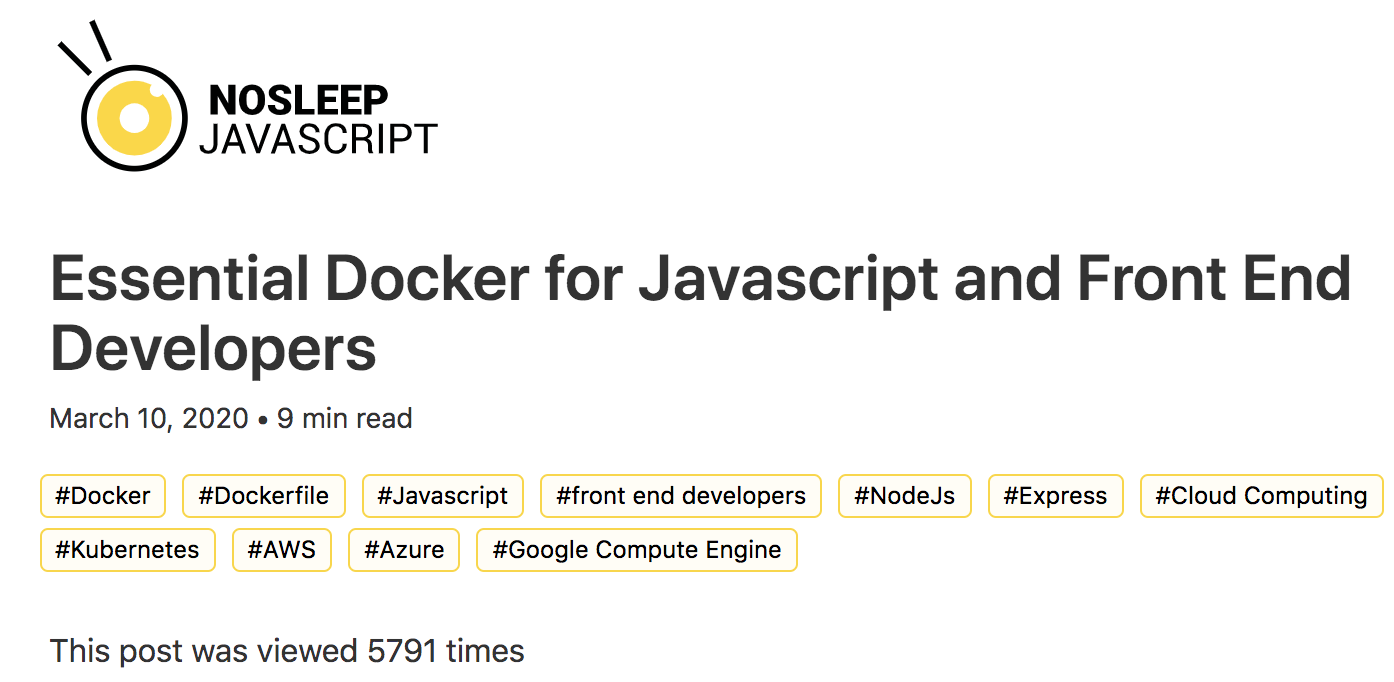 NOSLEEP
JAVASCRIPT
Essential Docker for Javascript and Front End
Developers
March 10, 2020 • 9 min read
#Docker #Dockerfile #Javascript #front end developers #NodeJs #Express #Cloud Computing
#Kubernetes #AWS #Azure #Google Compute Engine
This post was viewed 5791 times